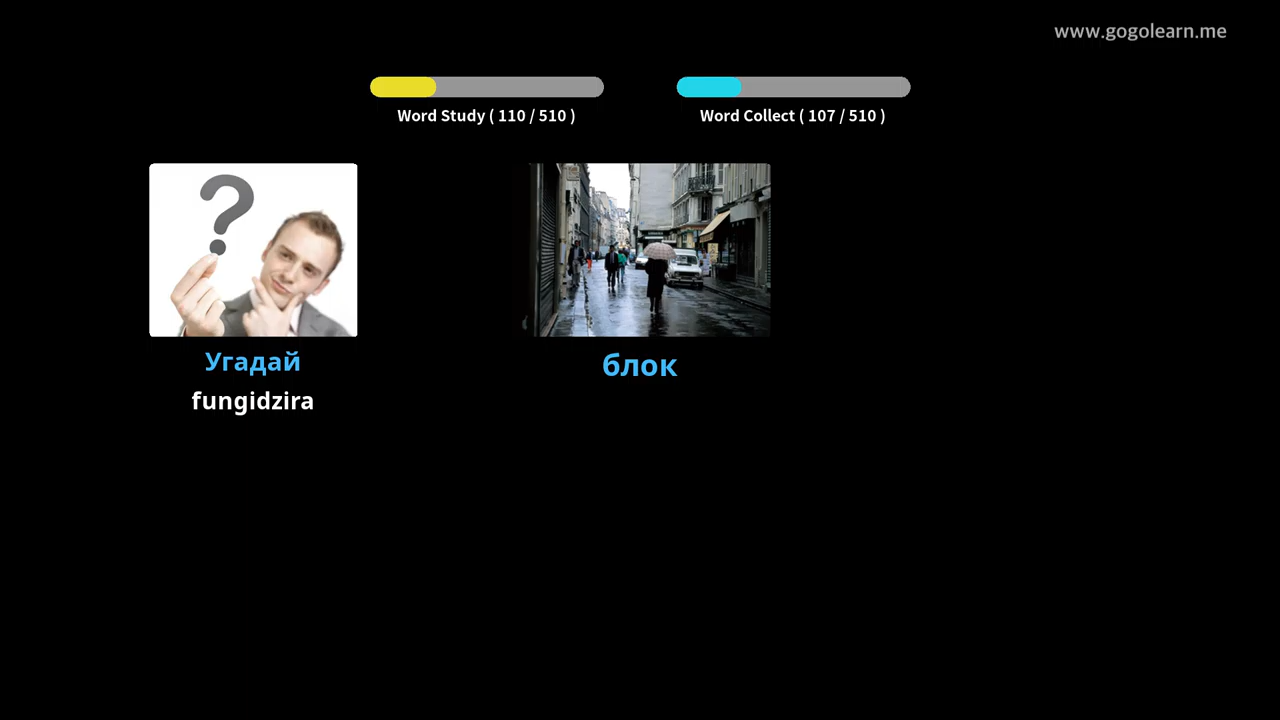 www.gogolearn.me
Word Study ( 110 / 510 )
Word Collect ( 107 / 510 )
Угадай
fungidzira
блок